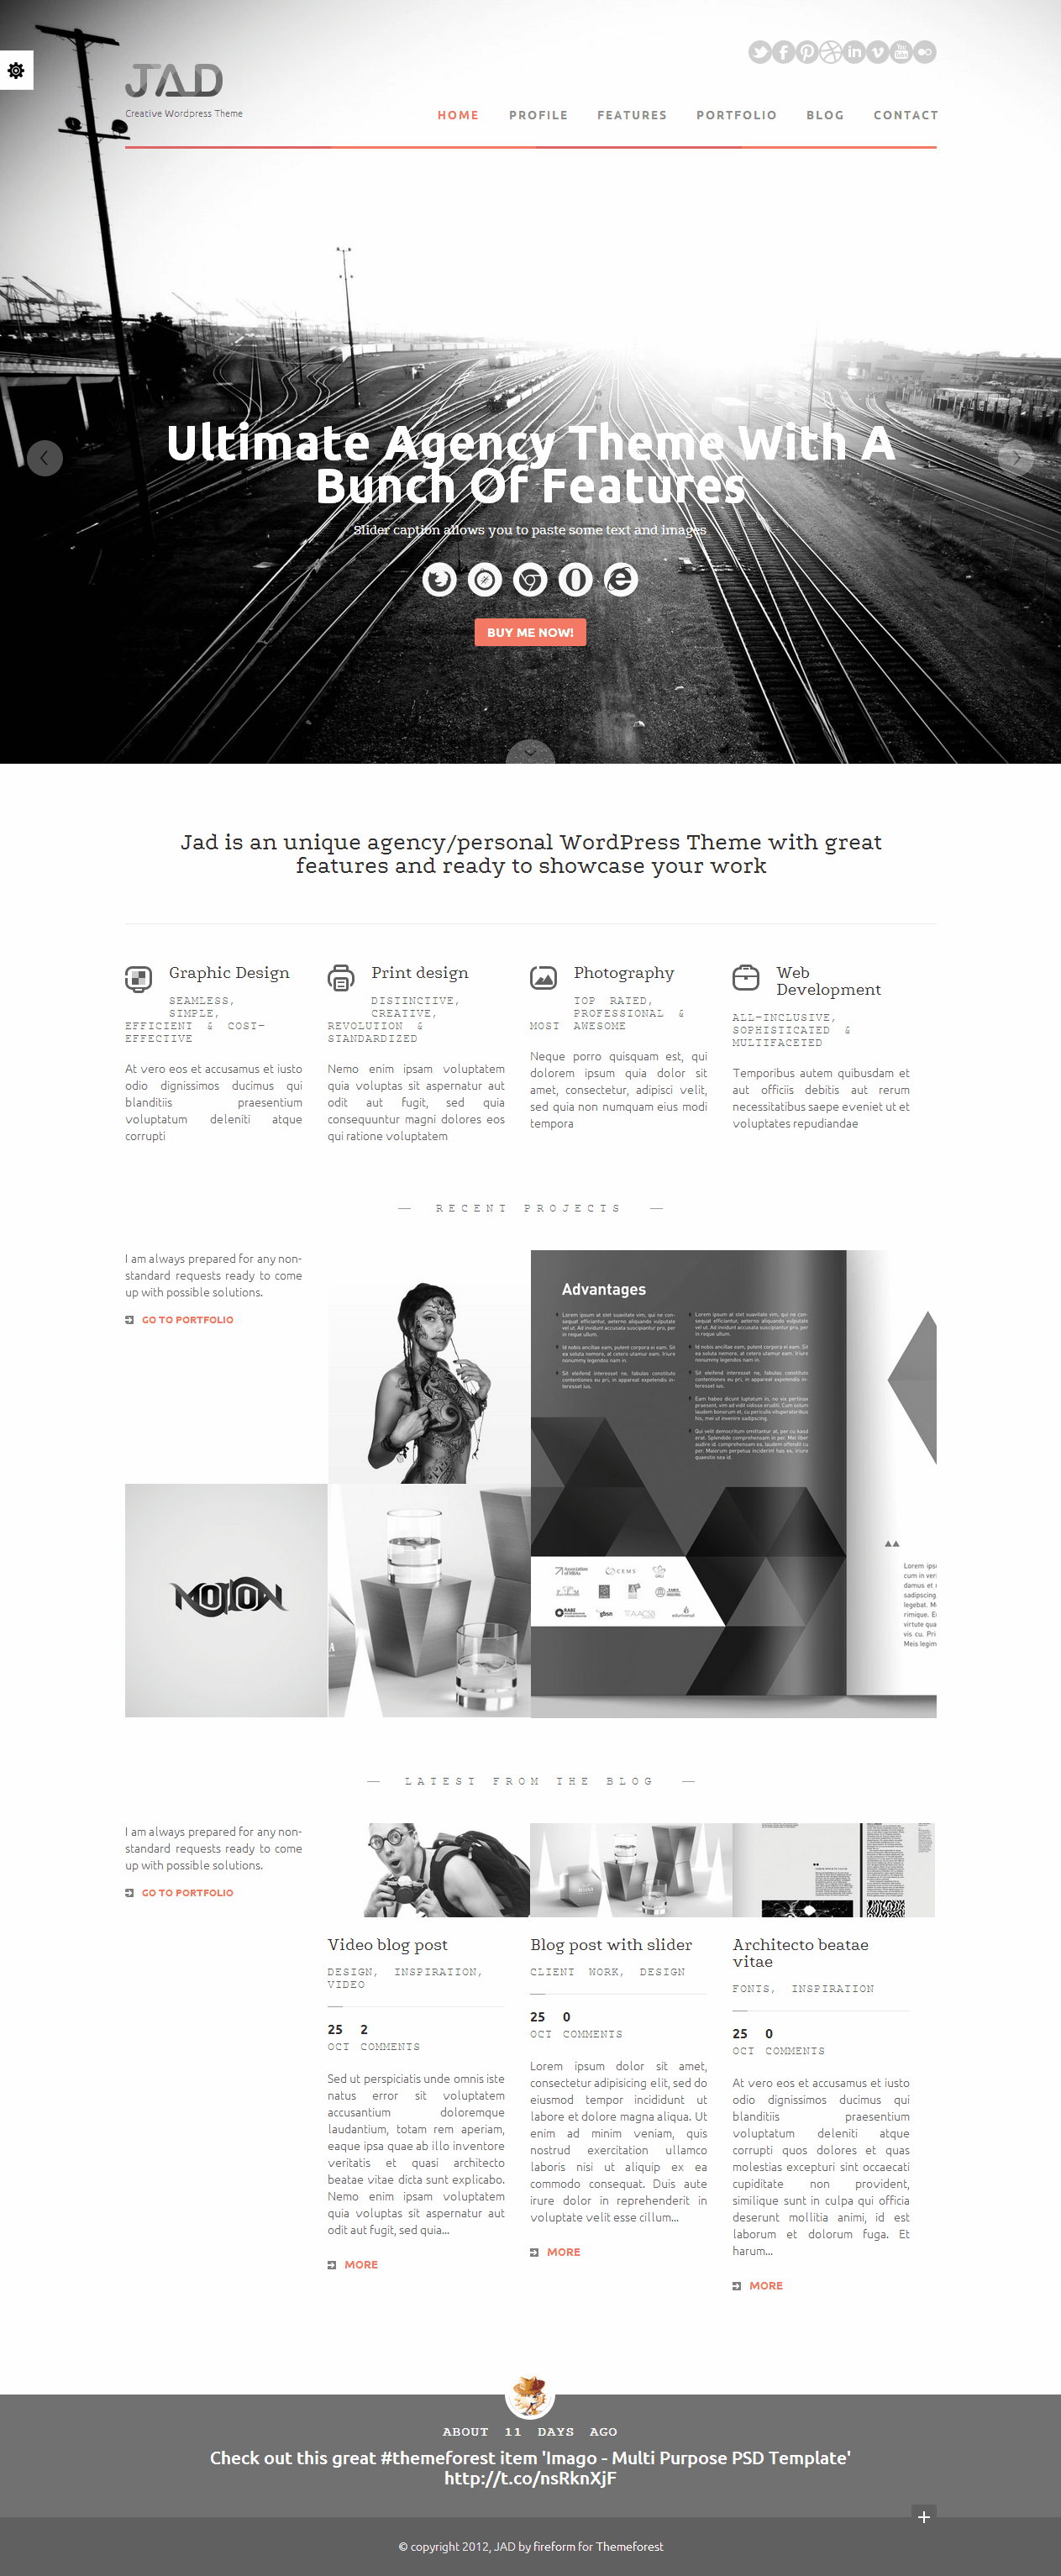 JAD
Creative Wordpress Theme
HOME PROFILE FEATURES PORTFOLIO BLOG CONTACT
Ultimate Agency Theme With A
Bunch Of Features
Slider caption allows you to paste some text and images
BUY ME NOW!
Jad is an unique agency/personal WordPress Theme with great
features and ready to showcase your work
Graphic Design
SEAMLESS,
SIMPLE,
EFFICIENT & COST-
EFFECTIVE
At vero eos et accusamus et iusto
odio dignissimos ducimus qui
blanditiis praesentium
voluptatum deleniti atque
corrupti
Print design
DISTINCTIVE,
CREATIVE,
REVOLUTION &
STANDARDIZED
Nemo enim ipsam voluptatem
quia voluptas sit aspernatur aut
odit aut fugit, sed quia
consequuntur magni dolores eos
qui ratione voluptatem
Photography
TOP RATED,
PROFESSIONAL &
MOST AWESOME
Neque porro quisquam est, qui
dolorem ipsum quia dolor sit
amet, consectetur, adipisci velit,
sed quia non numquam eius modi
tempora
Web
Development
ALL-INCLUSIVE,
SOPHISTICATED &
MULTIFACETED
Temporibus autem quibusdam et
aut officiis debitis aut rerum
necessitatibus saepe eveniet ut et
voluptates repudiandae
— RECENT PROJECTS —
I am always prepared for any non-
standard requests ready to come
up with possible solutions.
GO TO PORTFOLIO
Advantages
MOTION
CEMS
AACSB
— LATEST FROM THE BLOG —
I am always prepared for any non-
standard requests ready to come
up with possible solutions.
GO TO PORTFOLIO
Video blog post
DESIGN, INSPIRATION,
VIDEO
25 2
OCT COMMENTS
Sed ut perspiciatis unde omnis iste
natus error sit voluptatem
accusantium doloremque
laudantium, totam rem aperiam,
eaque ipsa quae ab illo inventore
veritatis et quasi architecto
beatae vitae dicta sunt explicabo.
Nemo enim ipsam voluptatem
quia voluptas sit aspernatur aut
odit aut fugit, sed quia...
MORE
Blog post with slider
CLIENT WORK, DESIGN
25 0
OCT COMMENTS
Lorem ipsum dolor sit amet,
consectetur adipisicing elit, sed do
eiusmod tempor incididunt ut
labore et dolore magna aliqua. Ut
enim ad minim veniam, quis
nostrud exercitation ullamco
laboris nisi ut aliquip ex ea
commodo consequat. Duis aute
irure dolor in reprehenderit in
voluptate velit esse cillum...
MORE
Architecto beatae
vitae
FONTS, INSPIRATION
25 0
OCT COMMENTS
At vero eos et accusamus et iusto
odio dignissimos ducimus qui
blanditiis praesentium
voluptatum deleniti atque
corrupti quos dolores et quas
molestias excepturi sint occaecati
cupiditate non provident,
similique sunt in culpa qui officia
deserunt mollitia animi, id est
laborum et dolorum fuga. Et
harum...
MORE
ABOUT 11 DAYS AGO
Check out this great #themeforest item 'Imago - Multi Purpose PSD Template'
http://t.co/nsRknXjF
© copyright 2012, JAD by fireform for Themeforest